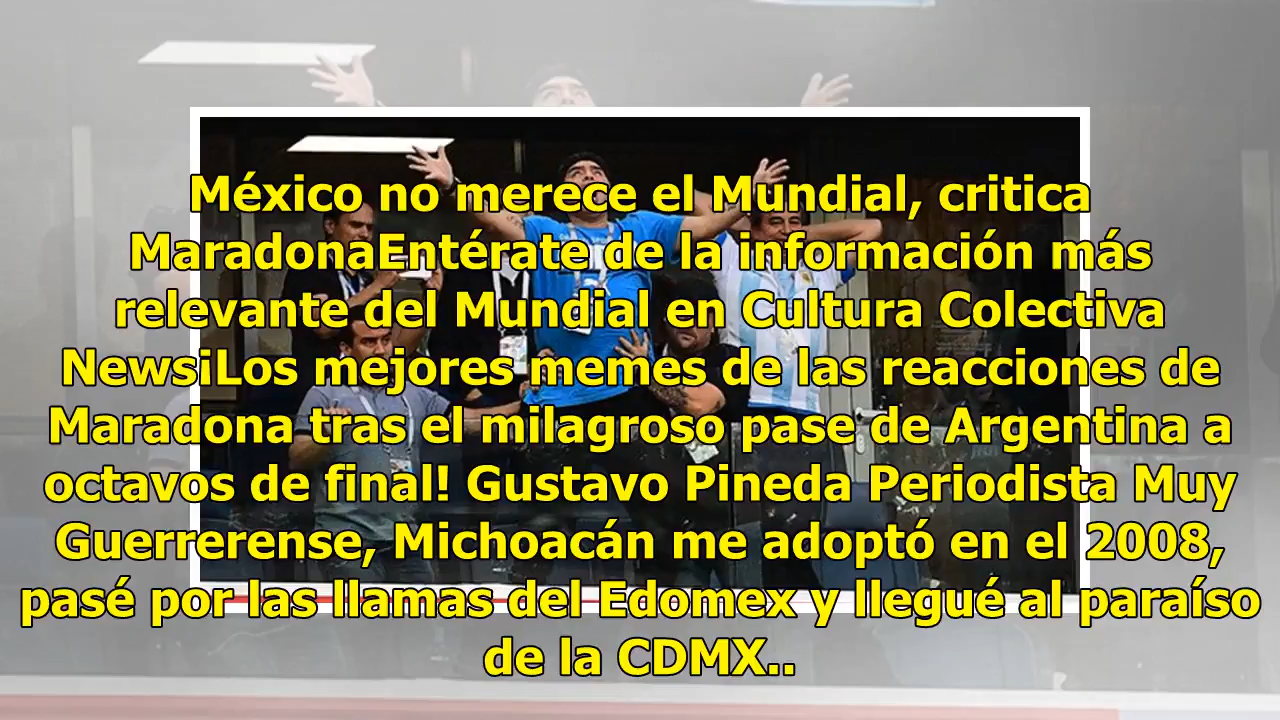 México no merece el Mundial, critica
MaradonaEntérate de la información más
relevante del Mundial en Cultura Colectiva
News¡Los mejores memes de las reacciones de
Maradona tras el milagroso pase de Argentina a
octavos de final! Gustavo Pineda Periodista Muy
Guerrerense, Michoacán me adoptó en el 2008,
pasé por las llamas del Edomex y llegué al paraíso
de la CDMX..